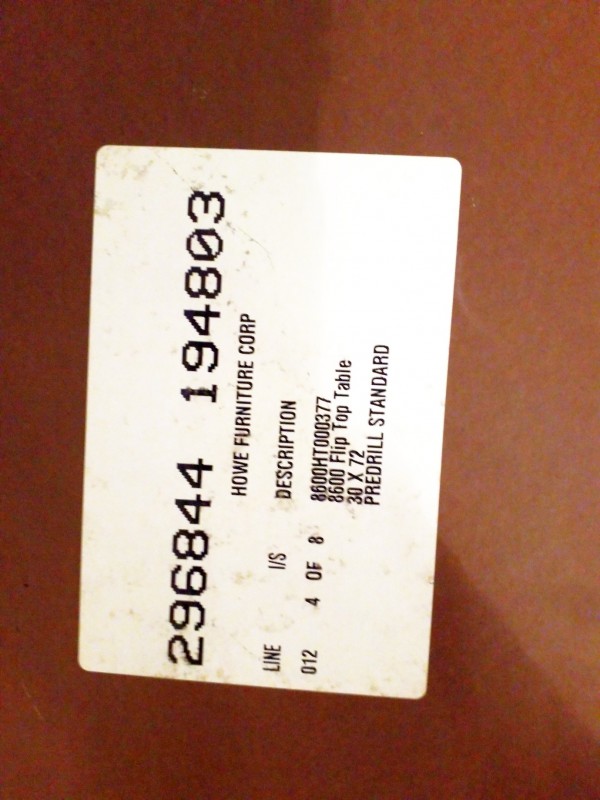 296844 194803
HOWE FURNITURE CORP
LINE I/S DESCRIPTION
012 4 OF 8 8600HT000377
8600 Flip Top Table
30 X 72
PREDRILL STANDARD